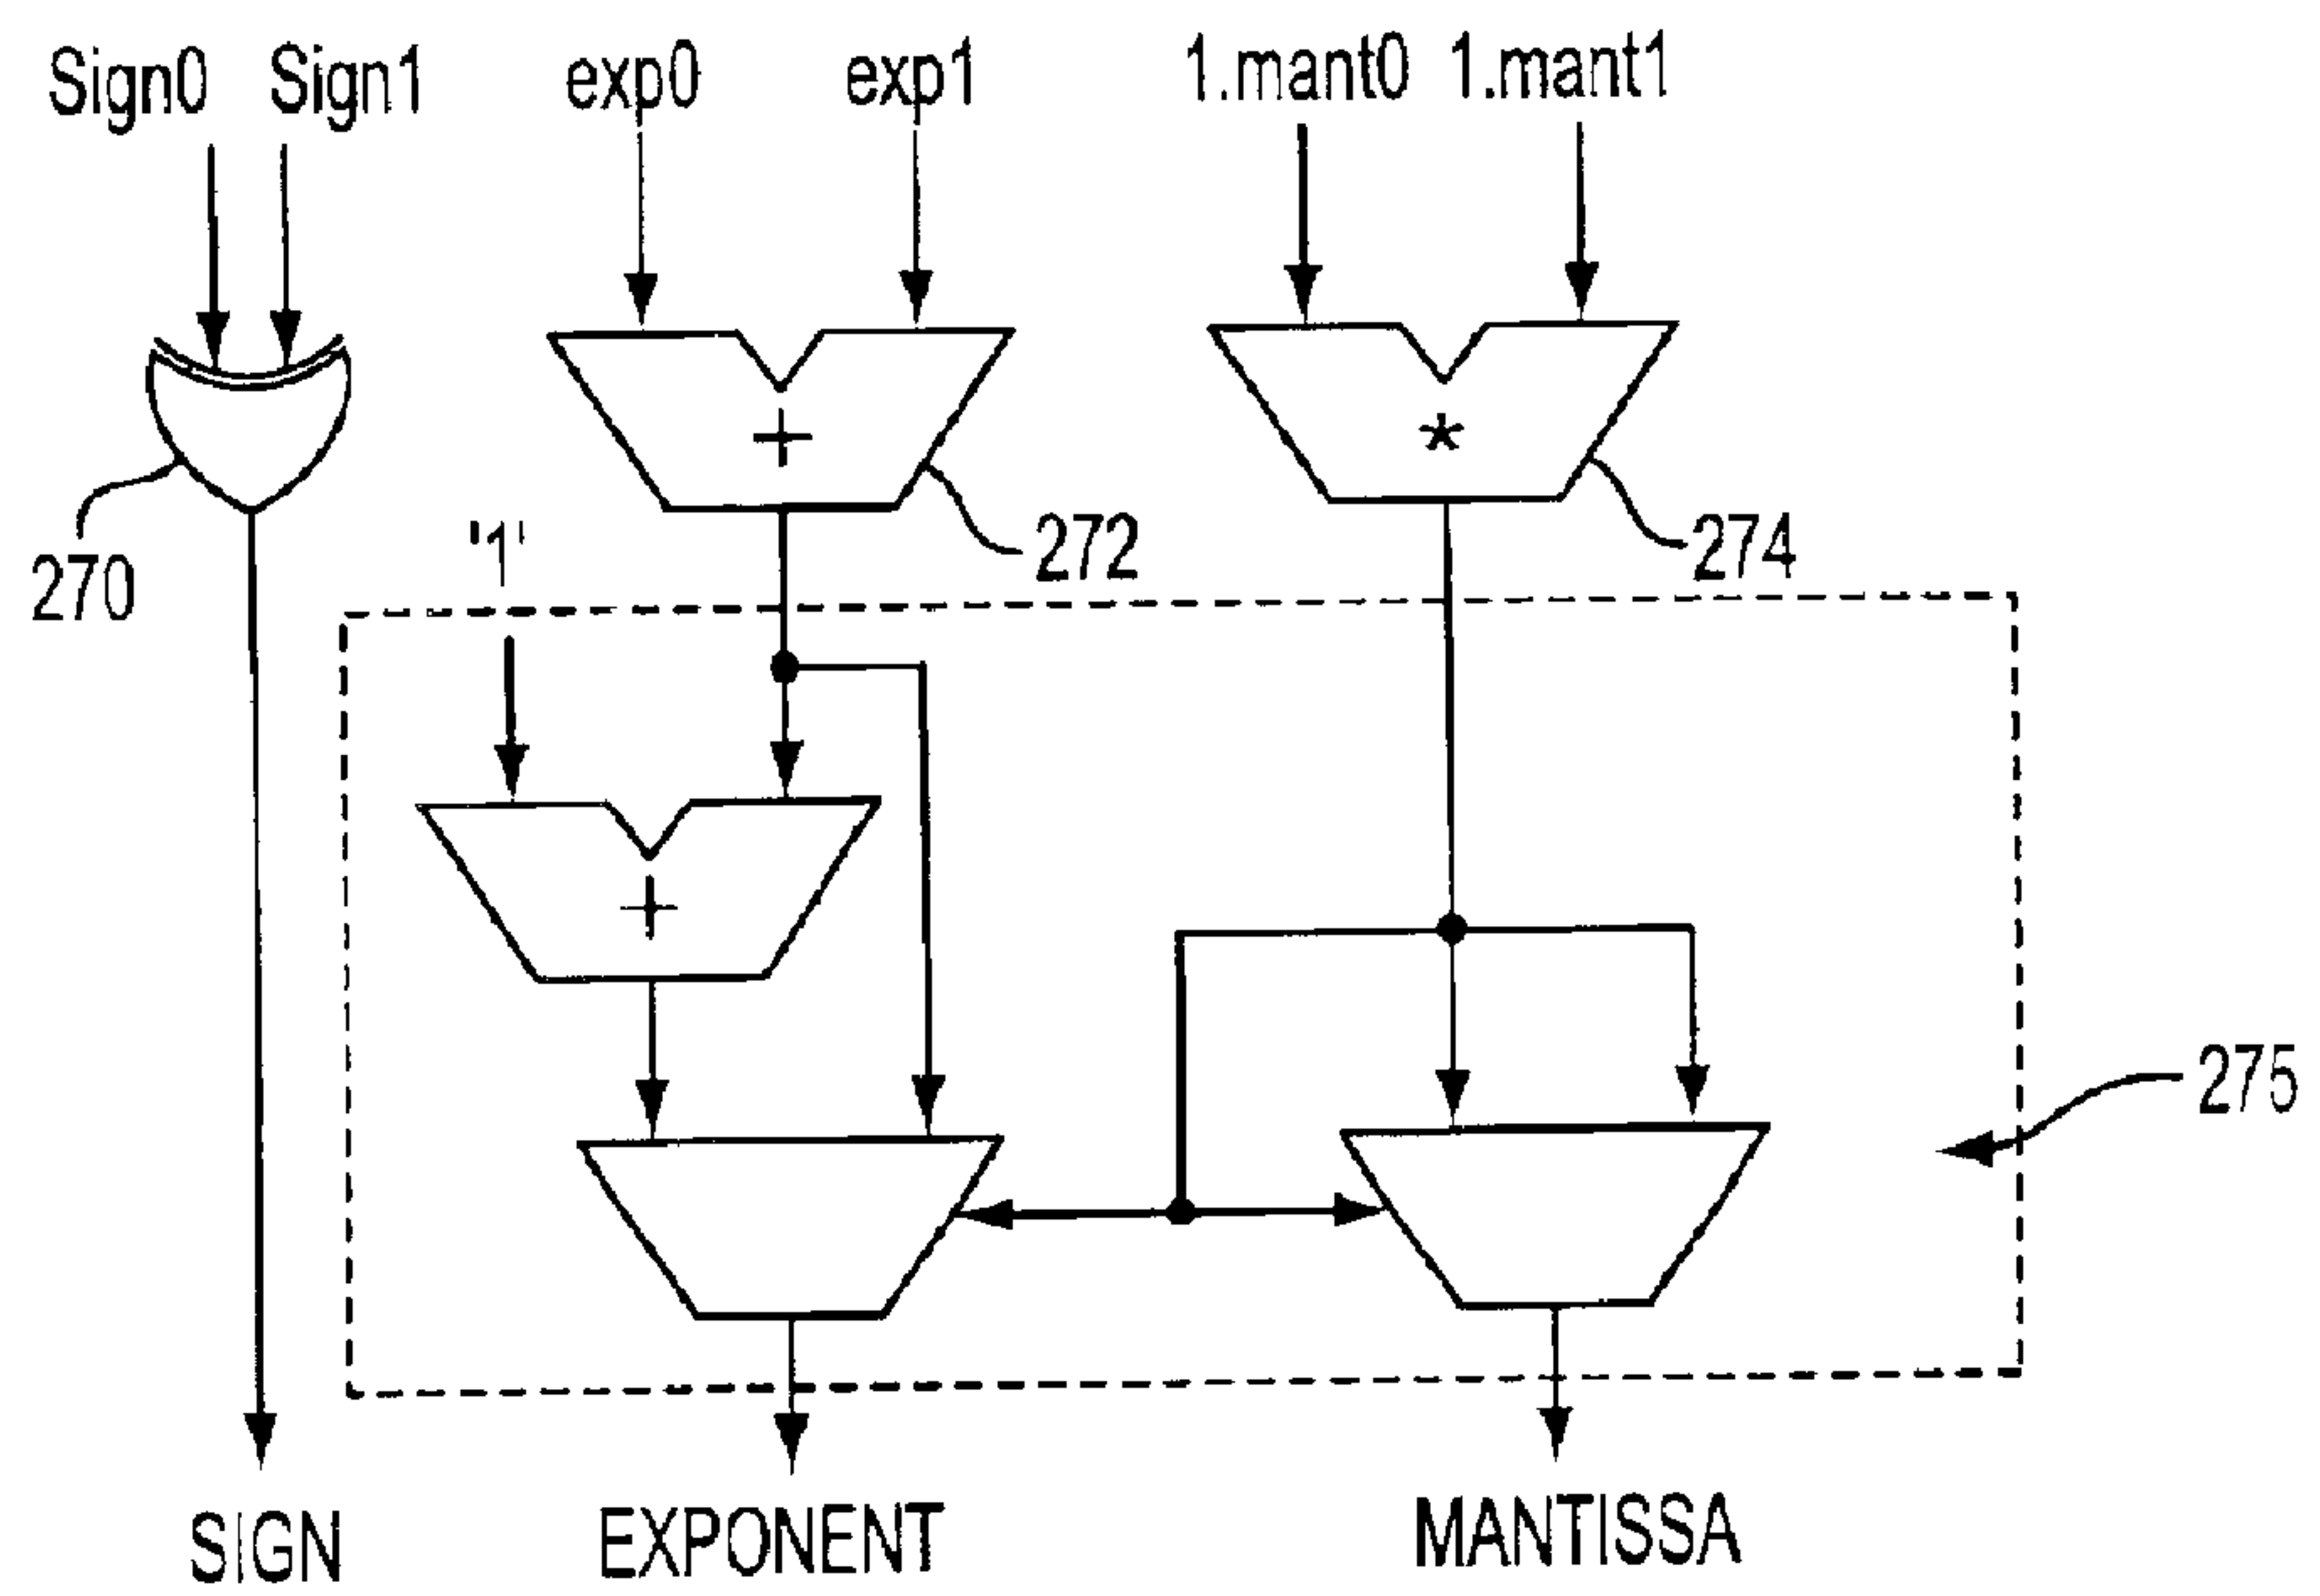 Sign0 Sign1 exp0 exp1 1.mant0 1.mant1
+ *
270 '1' 272 274
+
275
SIGN EXPONENT MANTISSA